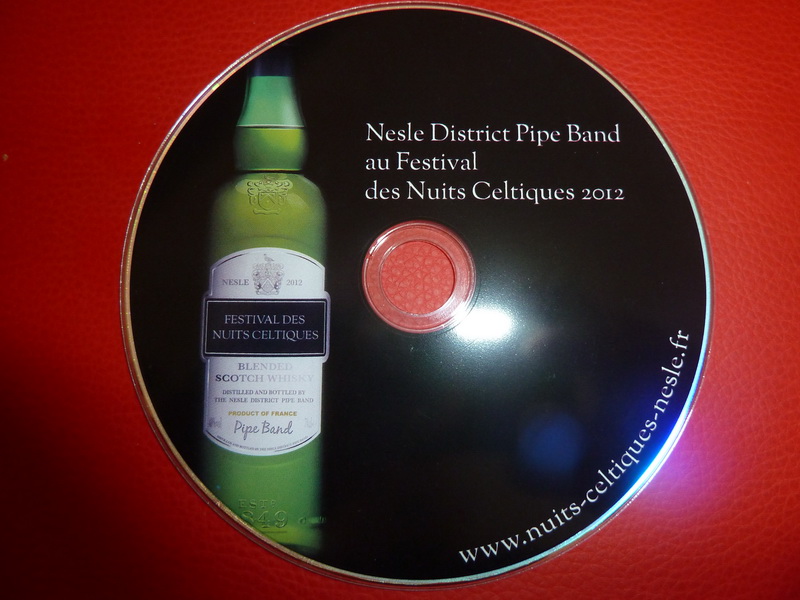 Nesle District Pipe Band
au Festival
des Nuits Celtiques 2012
NESLE 2012
FESTIVAL DES
NUITS CELTIQUES
BLENDED
SCOTCH WHISKY
DISTILLED AND BOTTLED BY
THE NESLE DISTRICT PIPE BAND
PRODUCT OF FRANCE
Pipe Band
ESTD
1849
www.nuits-celtiques-nesle.fr